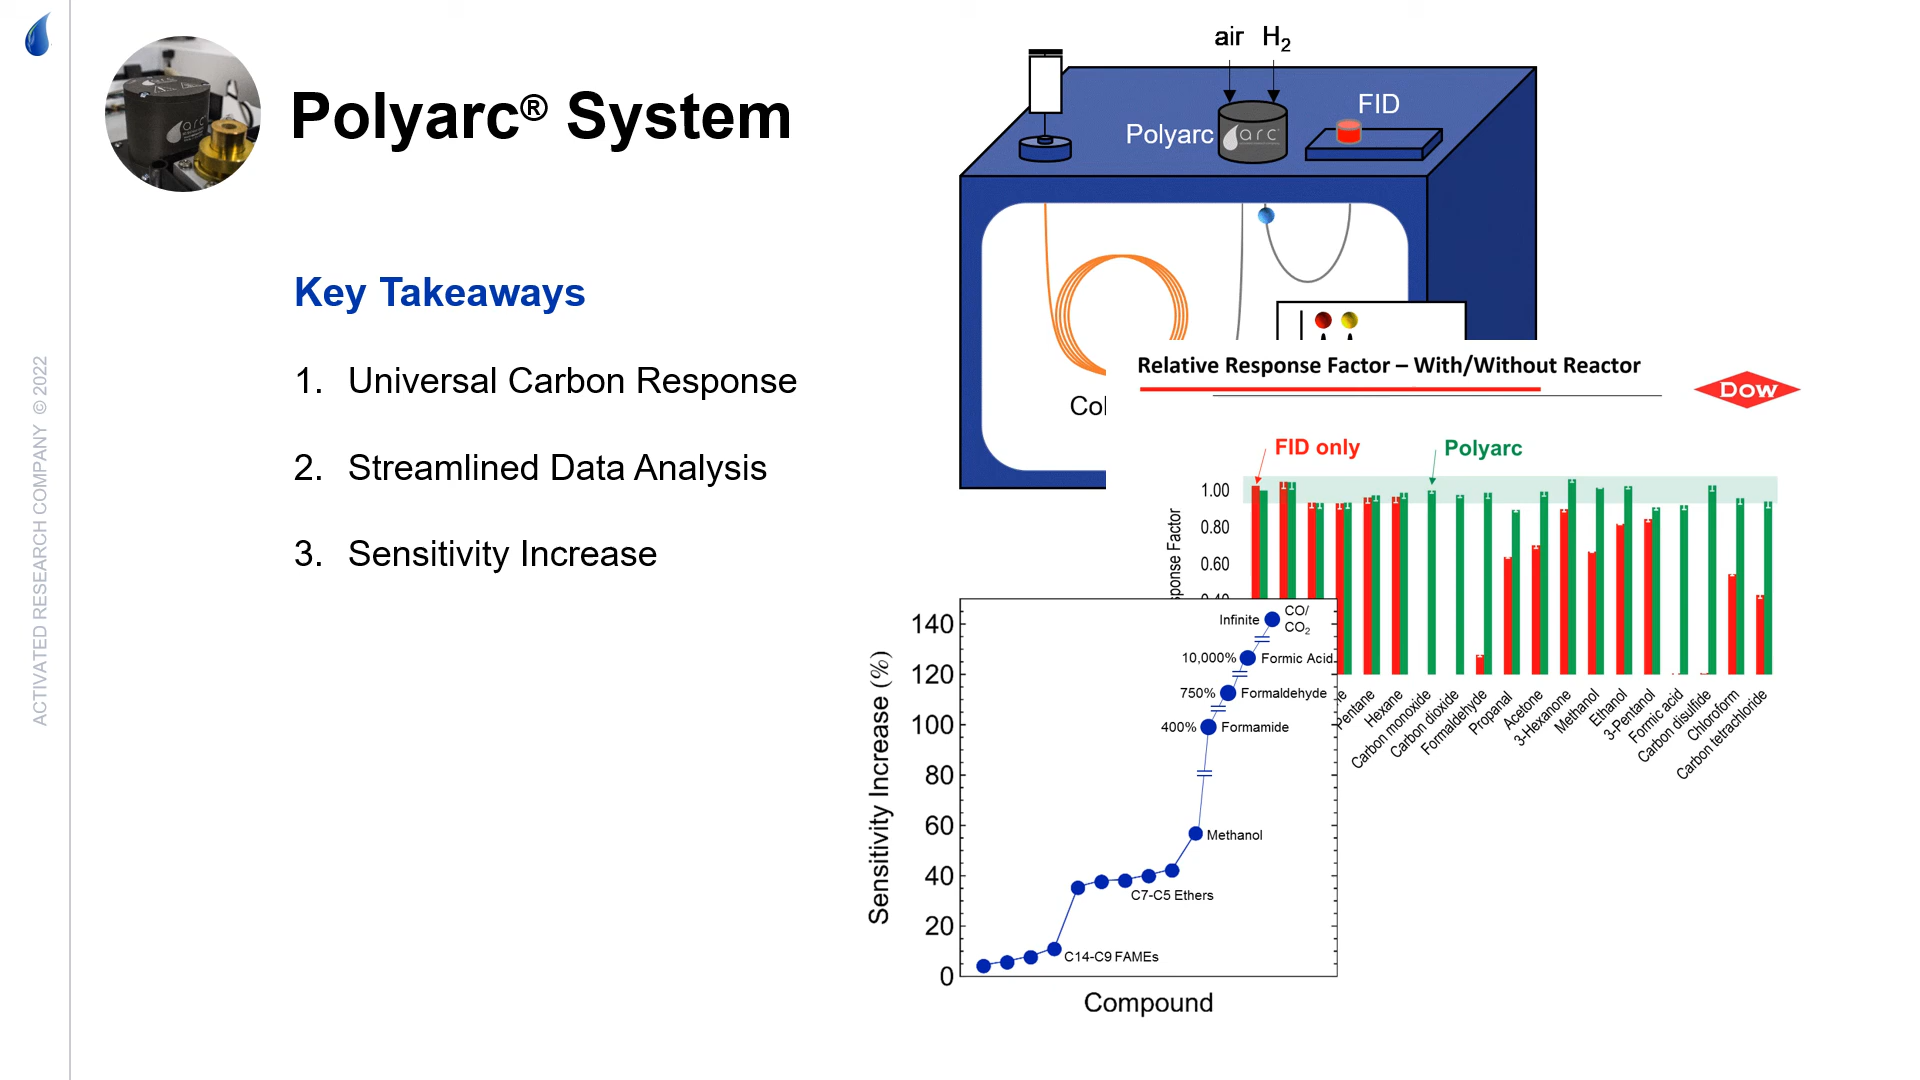 Polyarc® System
Key Takeaways
1. Universal Carbon Response
2. Streamlined Data Analysis
3. Sensitivity Increase
ACTIVATED RESEARCH COMPANY © 2022
air H2
FID
Polyarc
arc
Col
Relative Response Factor – With/Without Reactor
Dow
FID only
Polyarc
1.00
0.80
0.60
Pentane
Hexane
Carbon monoxide
Carbon dioxide
Formaldehyde
Propanal
Acetone
3-Hexanone
Methanol
Ethanol
3-Pentanol
Formic acid
Carbon disulfide
Chloroform
Carbon tetrachloride
Sensitivity Increase (%)
140
120
100
80
60
40
20
0
Infinite CO/
CO2
10,000% Formic Acid
750% Formaldehyde
400% Formamide
Methanol
C7-C5 Ethers
C14-C9 FAMEs
Compound